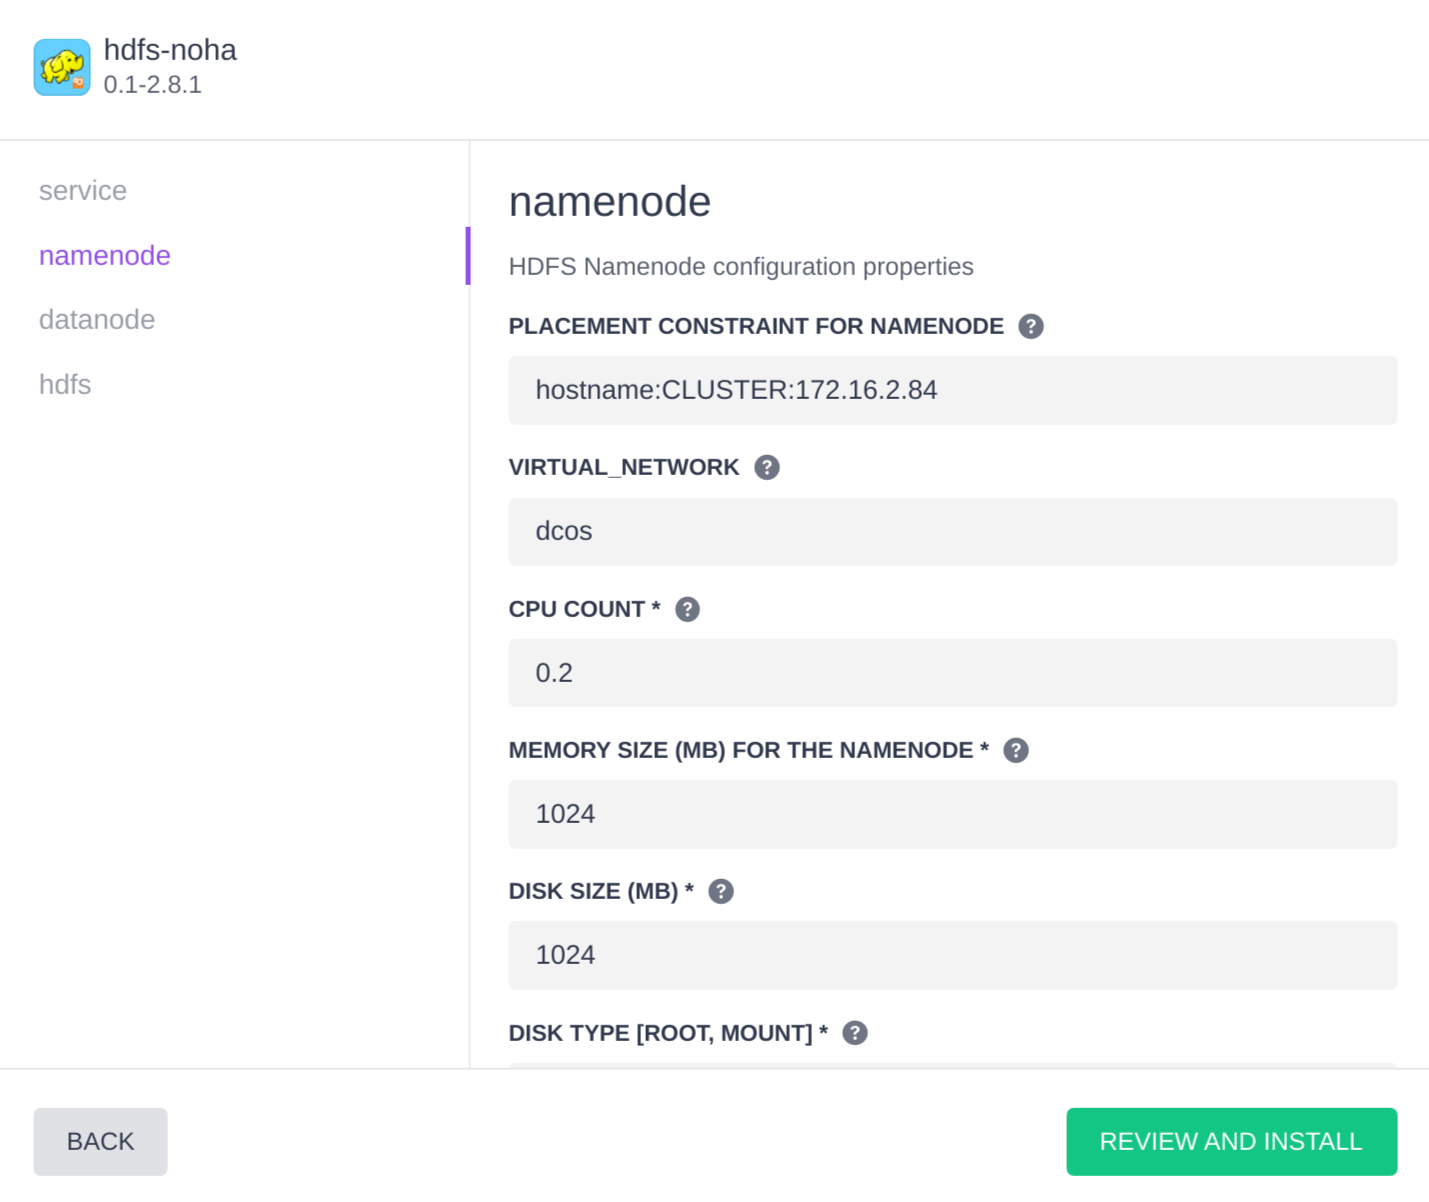 hdfs-noha
0.1-2.8.1
service
namenode
datanode
hdfs
namenode
HDFS Namenode configuration properties
PLACEMENT CONSTRAINT FOR NAMENODE ?
hostname:CLUSTER:172.16.2.84
VIRTUAL_NETWORK ?
dcos
CPU COUNT * ?
0.2
MEMORY SIZE (MB) FOR THE NAMENODE * ?
1024
DISK SIZE (MB) * ?
1024
DISK TYPE [ROOT, MOUNT] * ?
BACK
REVIEW AND INSTALL